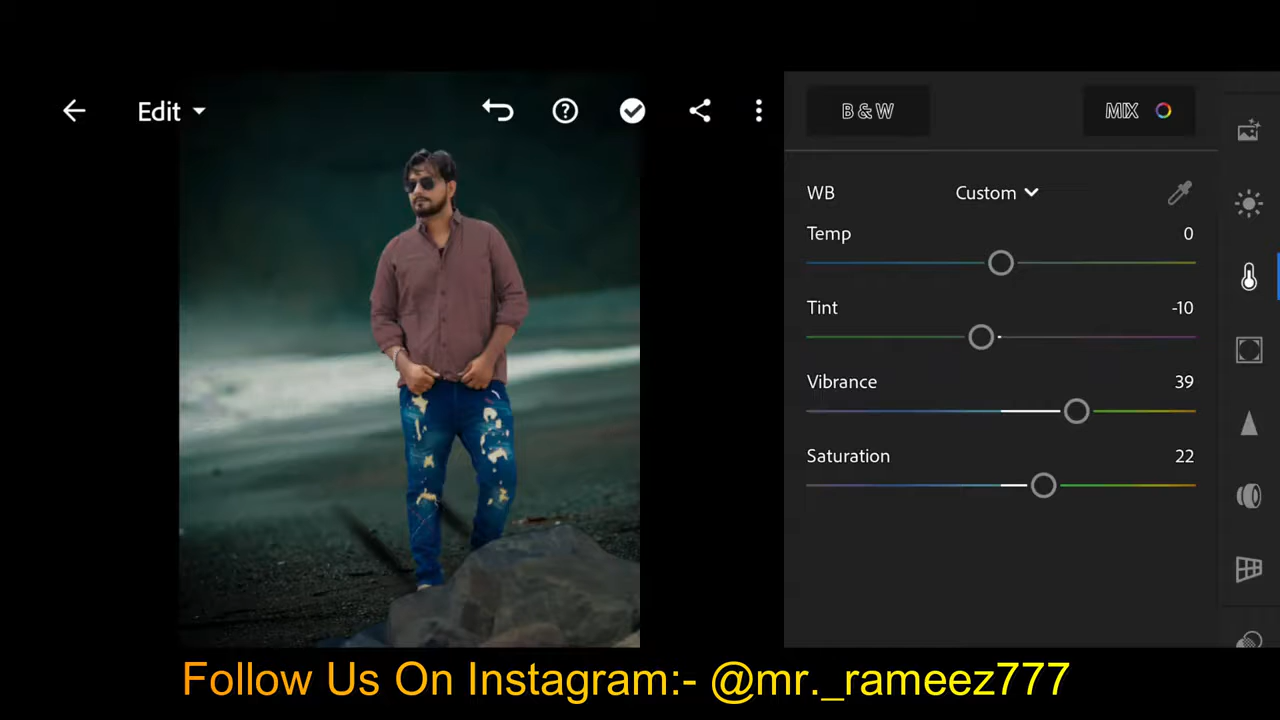 Edit
B & W
MIX
WB
Custom
Temp
0
Tint
-10
Vibrance
39
Saturation
22
Follow Us On Instagram:- @mr._rameez777